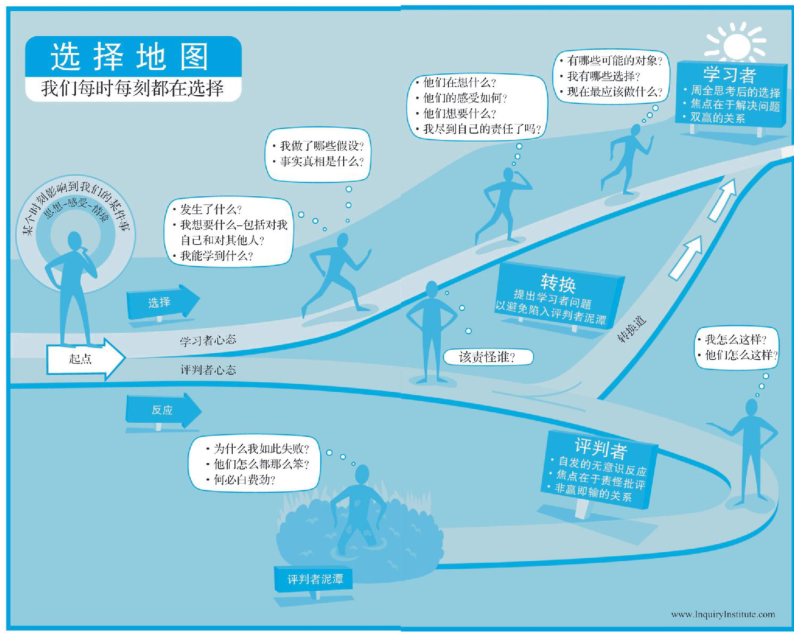 选择地图
我们每时每刻都在选择
某个时刻影响到我们的某件事
思想-感受-情境
• 发生了什么?
• 我想要什么-包括对我
自己和对其他人?
• 我能学到什么?
• 我做了哪些假设?
• 事实真相是什么?
• 他们在想什么?
• 他们的感受如何?
• 他们想要什么?
• 我尽到自己的责任了吗?
• 有哪些可能的对象?
• 我有哪些选择?
• 现在最应该做什么?
学习者
• 周全思考后的选择
• 焦点在于解决问题
• 双赢的关系
选择
学习者心态
起点
评判者心态
反应
转换
提出学习者问题
以避免陷入评判者泥潭
转换道
该责怪谁?
• 我怎么这样?
• 他们怎么这样?
评判者
• 自发的无意识反应
• 焦点在于责怪批评
• 非赢即输的关系
• 为什么我如此失败?
• 他们怎么都那么笨?
• 何必白费劲?
评判者泥潭
www.InquiryInstitute.com